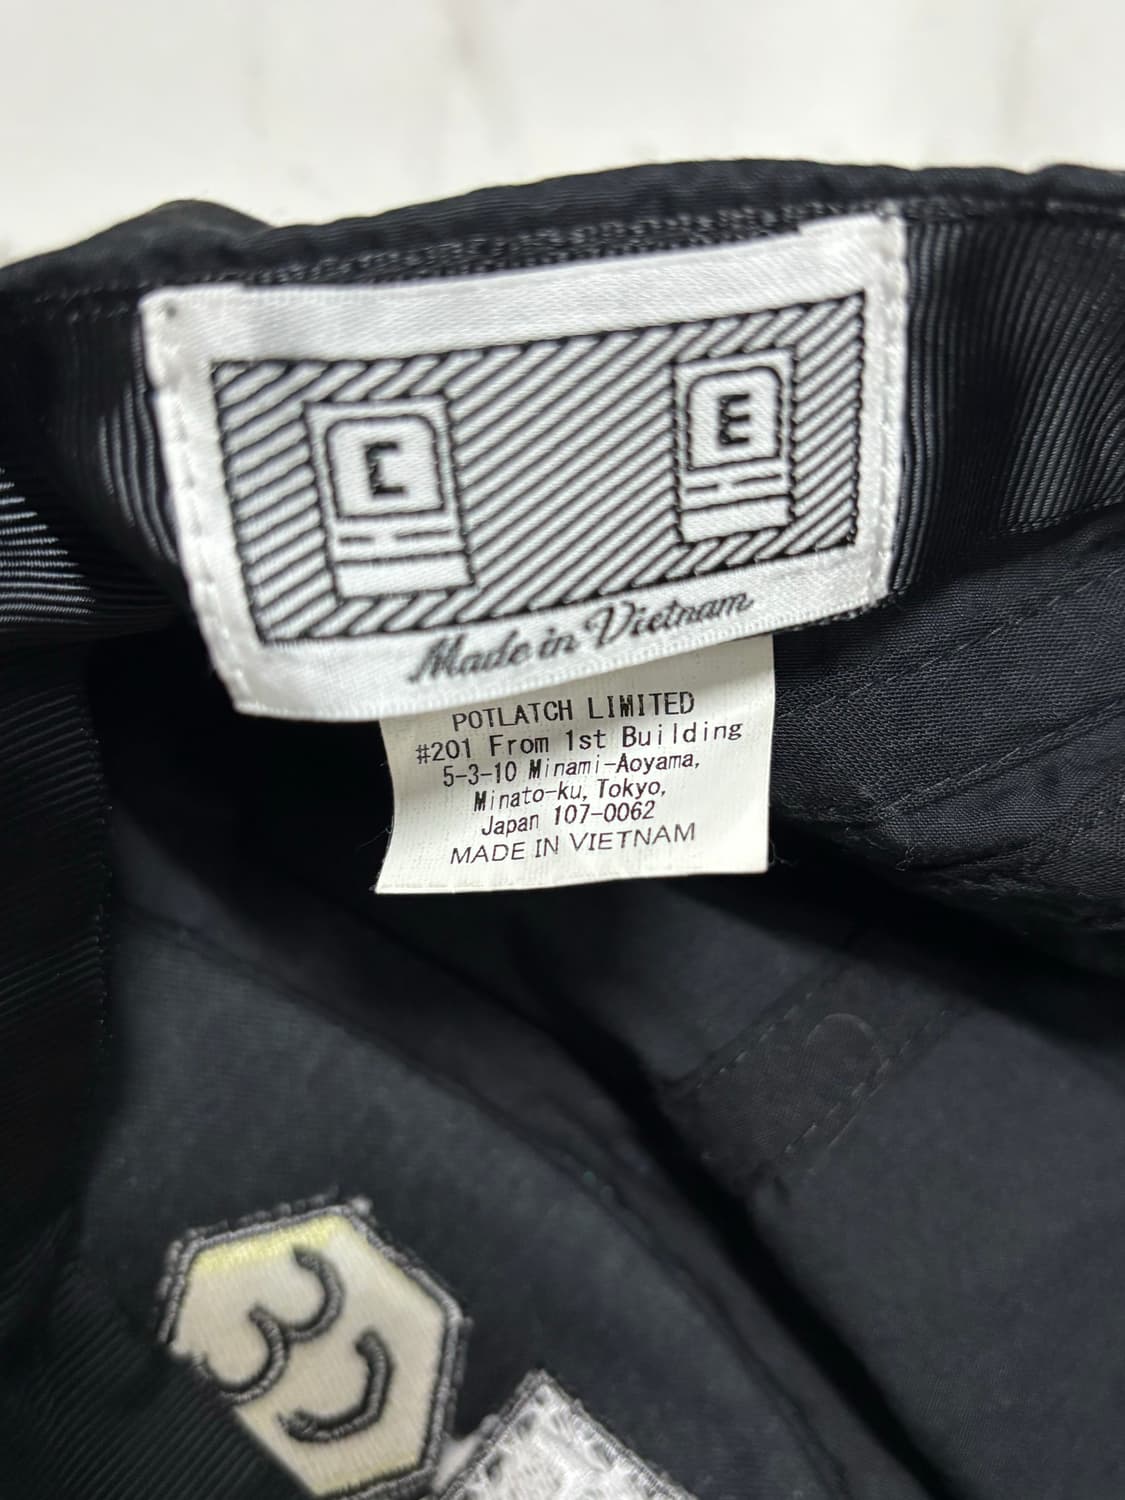 E
Made in Vietnam
POTLATCH LIMITED
#201 From 1st Building
5-3-10 Minami-Aoyama,
Minato-ku, Tokyo,
Japan 107-0062
MADE IN VIETNAM